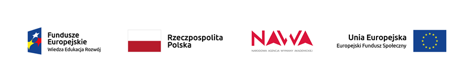 Fundusze
Europejskie
Wiedza Edukacja Rozwój
Rzeczpospolita
Polska
NAWA
Unia Europejska
Europejski Fundusz Społeczny